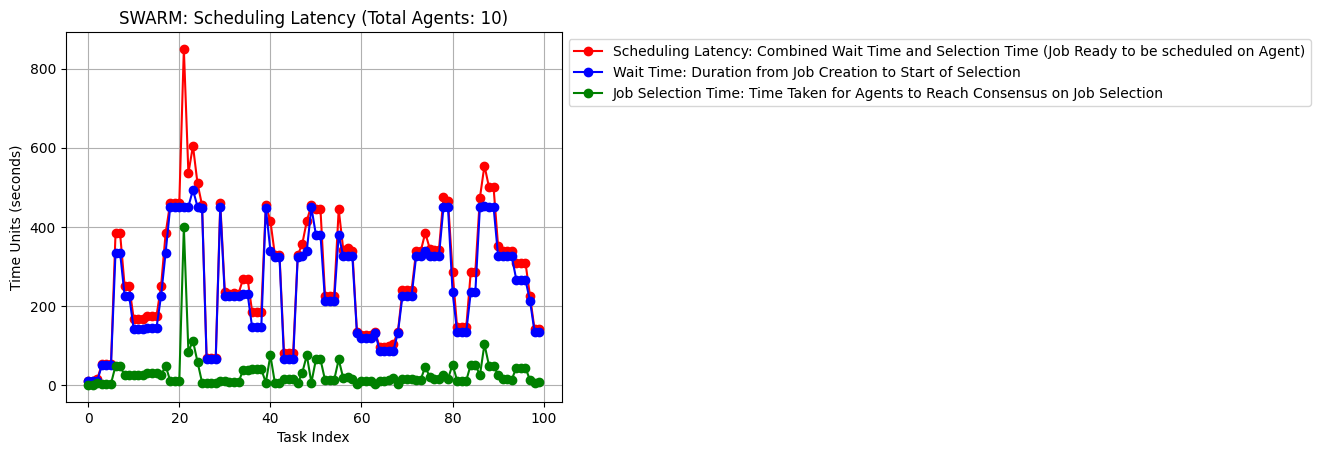 SWARM: Scheduling Latency (Total Agents: 10)
Scheduling Latency: Combined Wait Time and Selection Time (Job Ready to be scheduled on Agent)
Wait Time: Duration from Job Creation to Start of Selection
Job Selection Time: Time Taken for Agents to Reach Consensus on Job Selection
Time Units (seconds)
800
600
400
200
0
0 20 40 60 80 100
Task Index